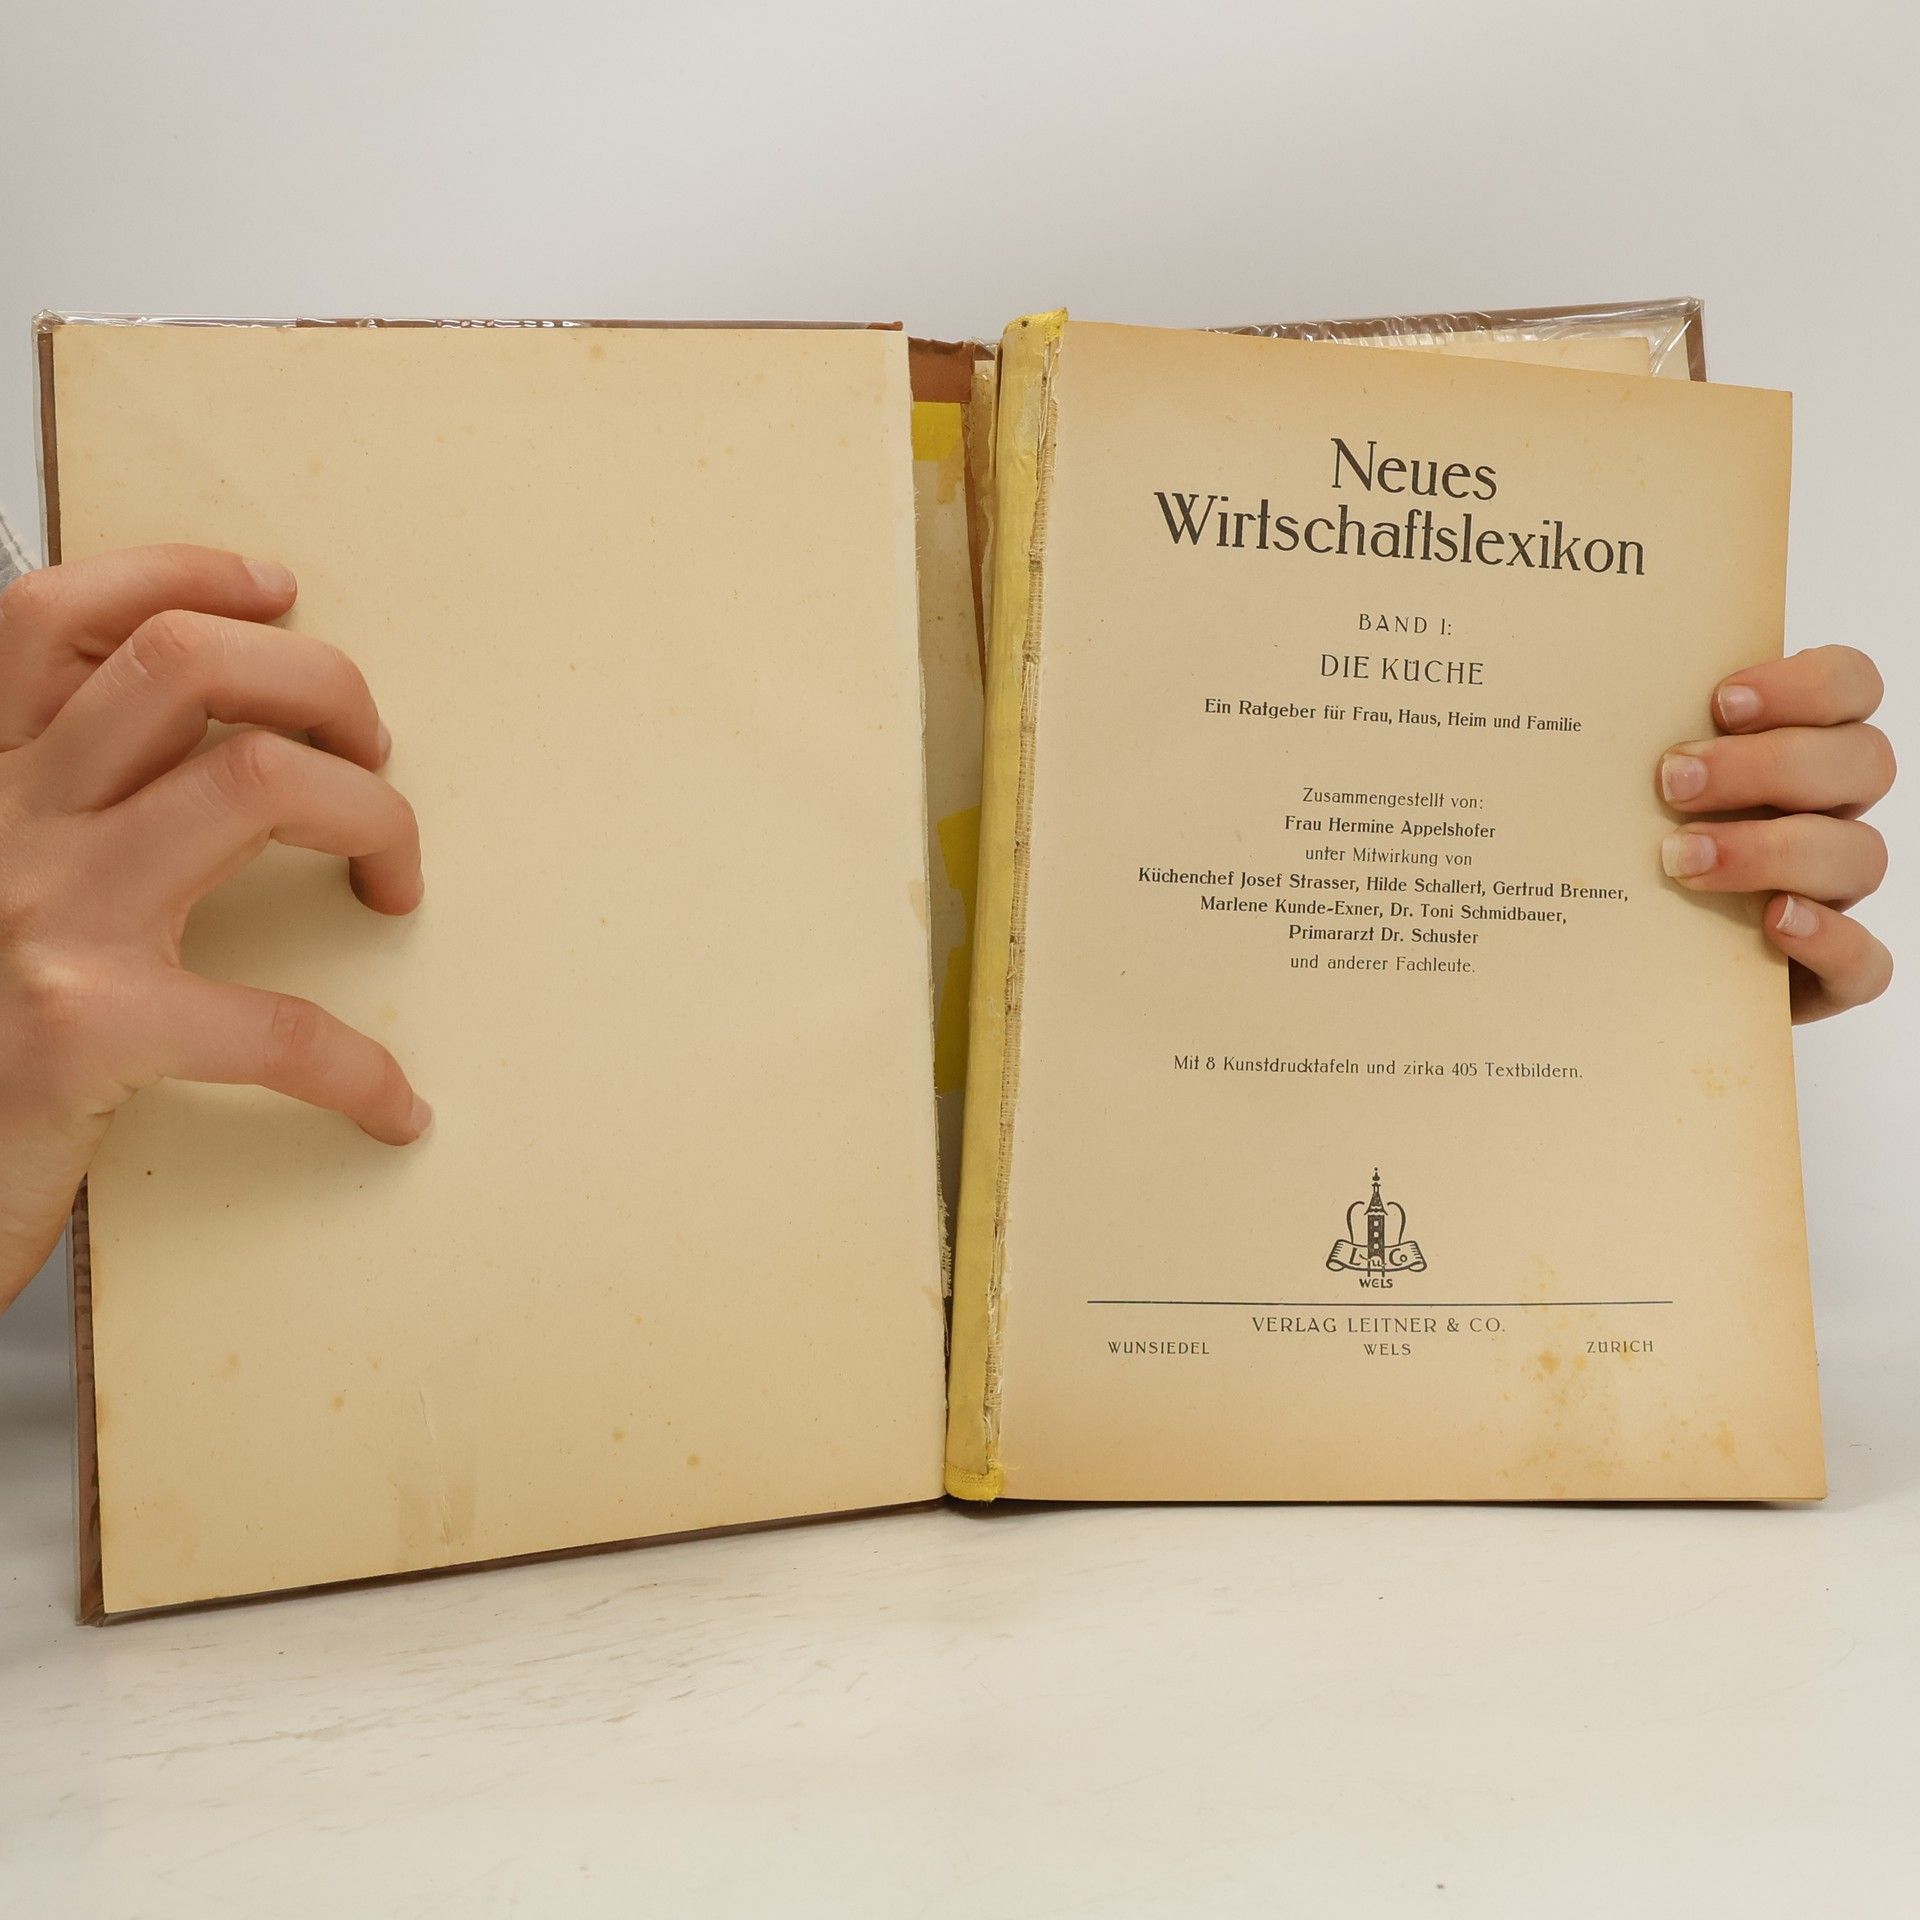 Neues
Wirtschaftslexikon
BAND I:
DIE KÜCHE
Ein Ratgeber für Frau, Haus, Heim und Familie
Zusammengestellt von:
Frau Hermine Appelshofer
unter Mitwirkung von
Küchenchef Josef Strasser, Hilde Schallert, Gertrud Brenner,
Marlene Kunde-Exner, Dr. Toni Schmidbauer,
Primararzt Dr. Schuster
und anderer Fachleute.
Mit 8 Kunstdrucktafeln und zirka 405 Textbildern.
L u Co
WELS
VERLAG LEITNER & CO.
WUNSIEDEL WELS ZÜRICH